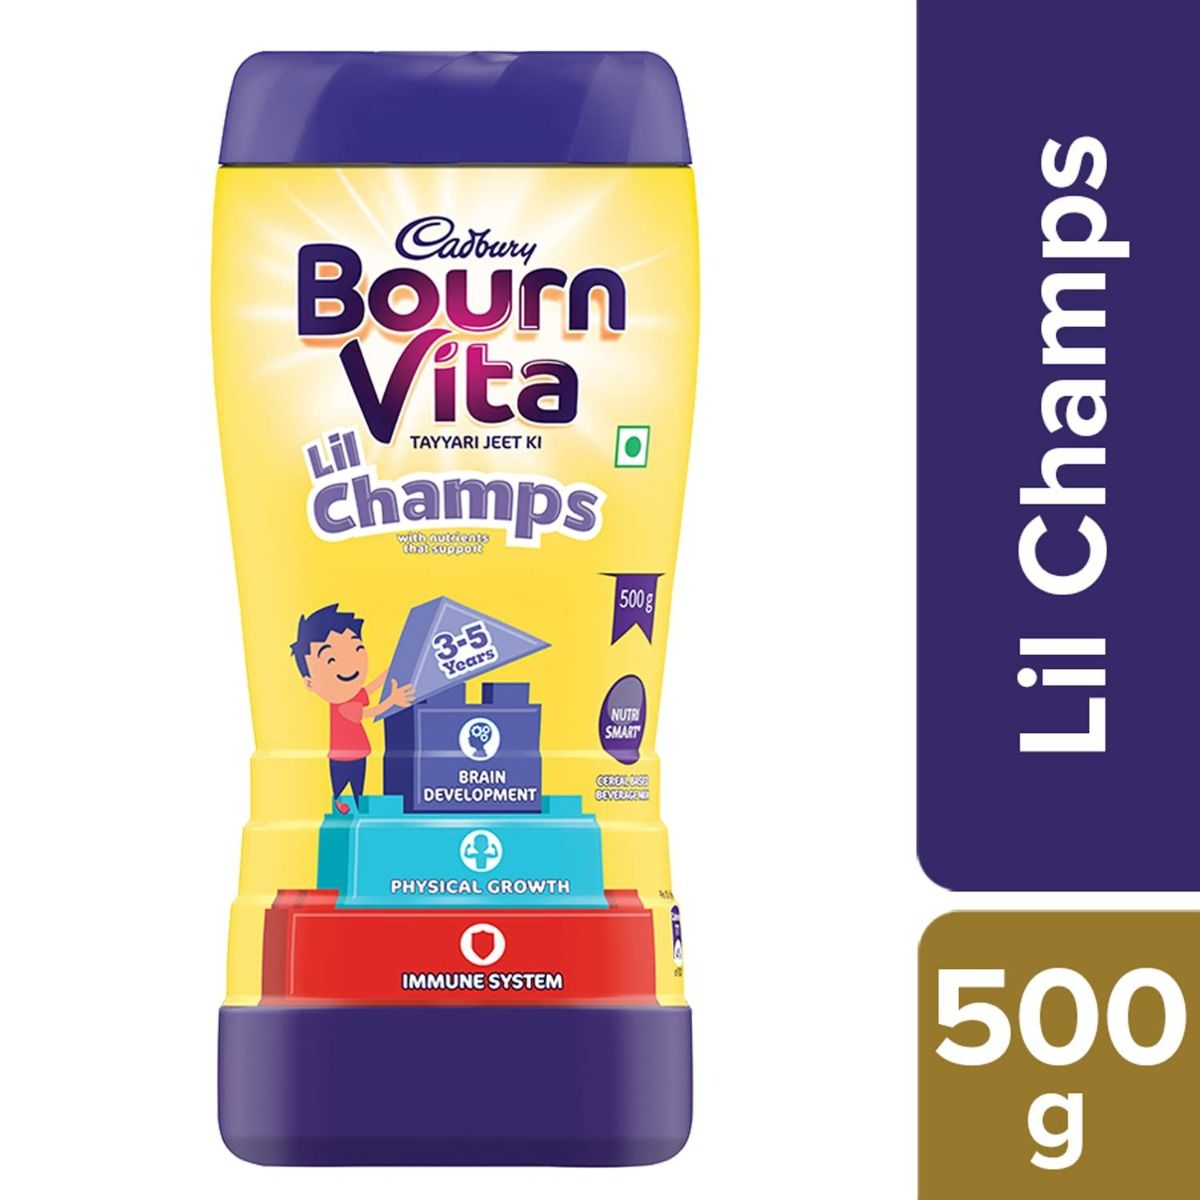 Cadbury
Bourn
Vita
TAYYARI JEET KI
Lil
Champs
with nutrients
that support
500 g
3-5
Years
NUTRI
SMART
CEREAL BASED
BEVERAGE MIX
BRAIN
DEVELOPMENT
PHYSICAL GROWTH
IMMUNE SYSTEM
Lil Champs
500
g